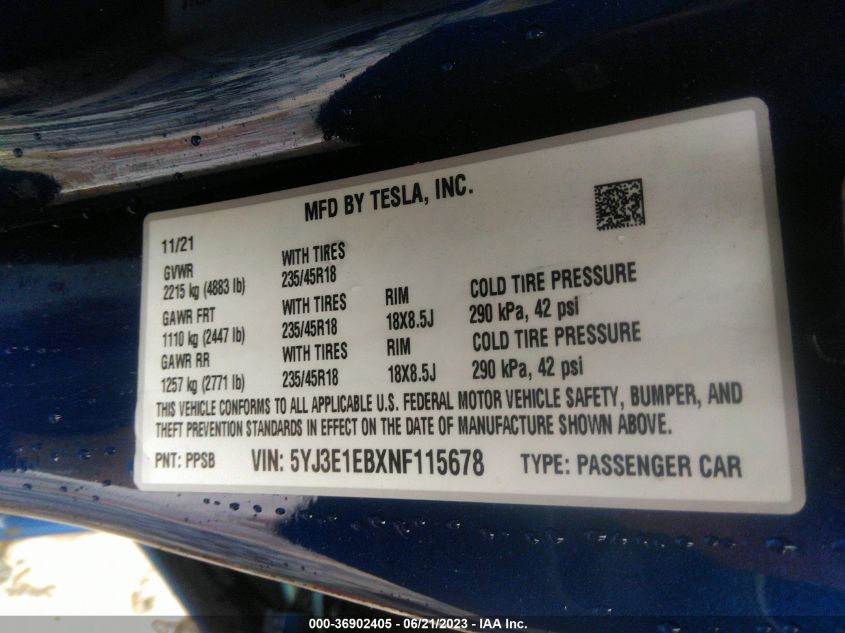 MFD BY TESLA, INC.
11/21
GVWR
2215 kg (4883 lb)
WITH TIRES
235/45R18
GAWR FRT
1110 kg (2447 lb)
WITH TIRES
235/45R18
RIM
18X8.5J
COLD TIRE PRESSURE
290 kPa, 42 psi
GAWR RR
1257 kg (2771 lb)
WITH TIRES
235/45R18
RIM
18X8.5J
COLD TIRE PRESSURE
290 kPa, 42 psi
THIS VEHICLE CONFORMS TO ALL APPLICABLE U.S. FEDERAL MOTOR VEHICLE SAFETY, BUMPER, AND
THEFT PREVENTION STANDARDS IN EFFECT ON THE DATE OF MANUFACTURE SHOWN ABOVE.
PNT: PPSB VIN: 5YJ3E1EBXNF115678 TYPE: PASSENGER CAR
000-36902405 - 06/21/2023 - IAA Inc.